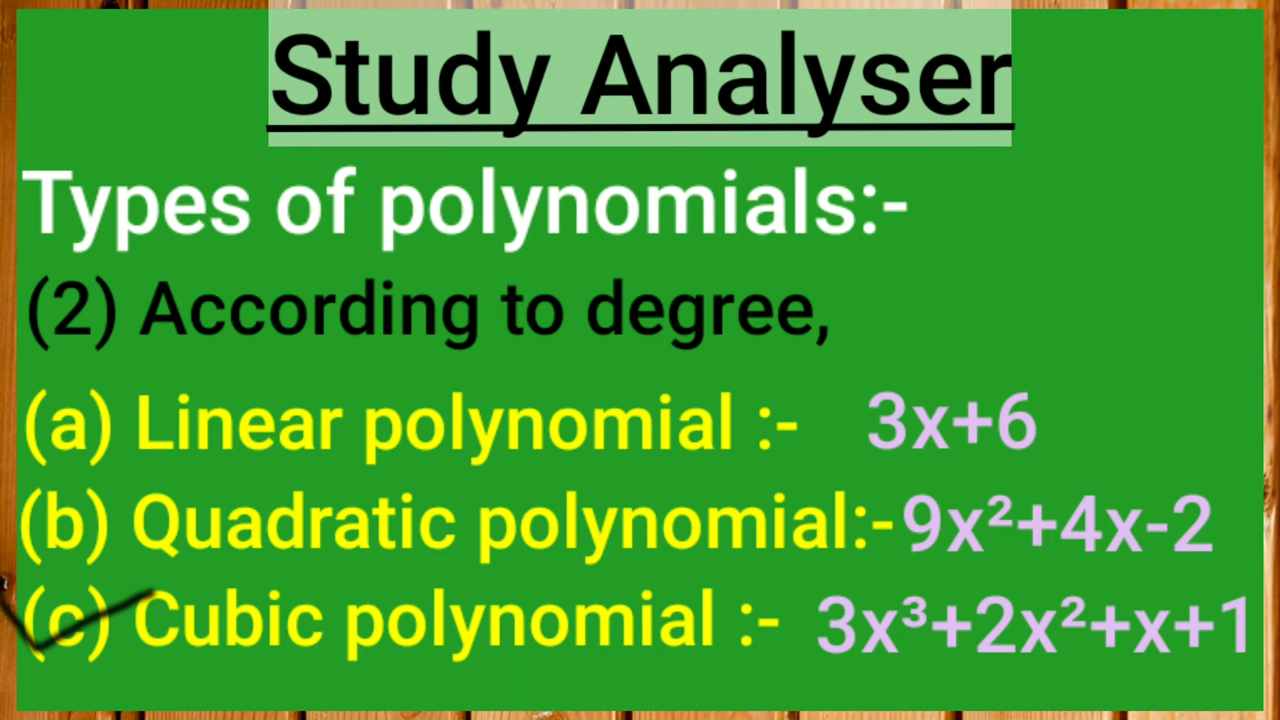 Study Analyser
Types of polynomials:-
(2) According to degree,
(a) Linear polynomial :- 3x+6
(b) Quadratic polynomial:-9x²+4x-2
(c) Cubic polynomial :- 3x³+2x²+x+1